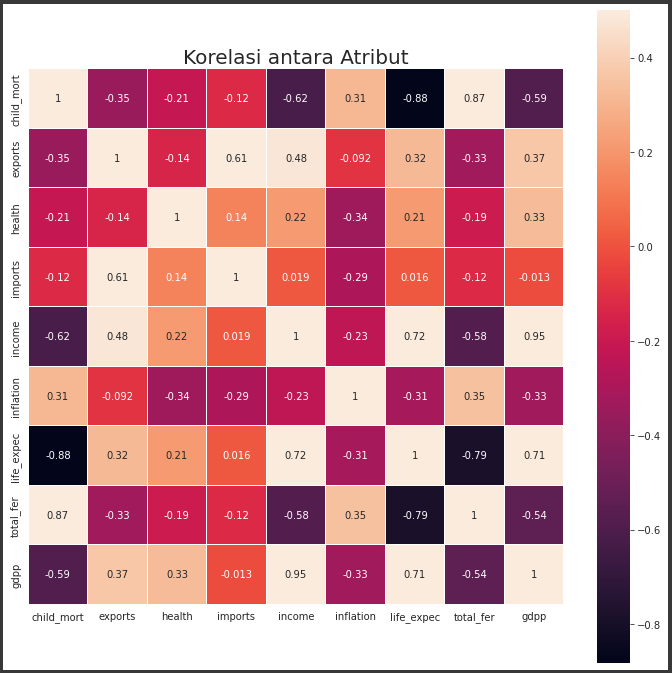 Korelasi antara Atribut
child_mort 1 -0.35 -0.21 -0.12 -0.62 0.31 -0.88 0.87 -0.59
exports -0.35 1 -0.14 0.61 0.48 -0.092 0.32 -0.33 0.37
health -0.21 -0.14 1 0.14 0.22 -0.34 0.21 -0.19 0.33
imports -0.12 0.61 0.14 1 0.019 -0.29 0.016 -0.12 -0.013
income -0.62 0.48 0.22 0.019 1 -0.23 0.72 -0.58 0.95
inflation 0.31 -0.092 -0.34 -0.29 -0.23 1 -0.31 0.35 -0.33
life_expec -0.88 0.32 0.21 0.016 0.72 -0.31 1 -0.79 0.71
total_fer 0.87 -0.33 -0.19 -0.12 -0.58 0.35 -0.79 1 -0.54
gdpp -0.59 0.37 0.33 -0.013 0.95 -0.33 0.71 -0.54 1
child_mort exports health imports income inflation life_expec total_fer gdpp
0.4
0.2
0.0
−0.2
−0.4
−0.6
−0.8